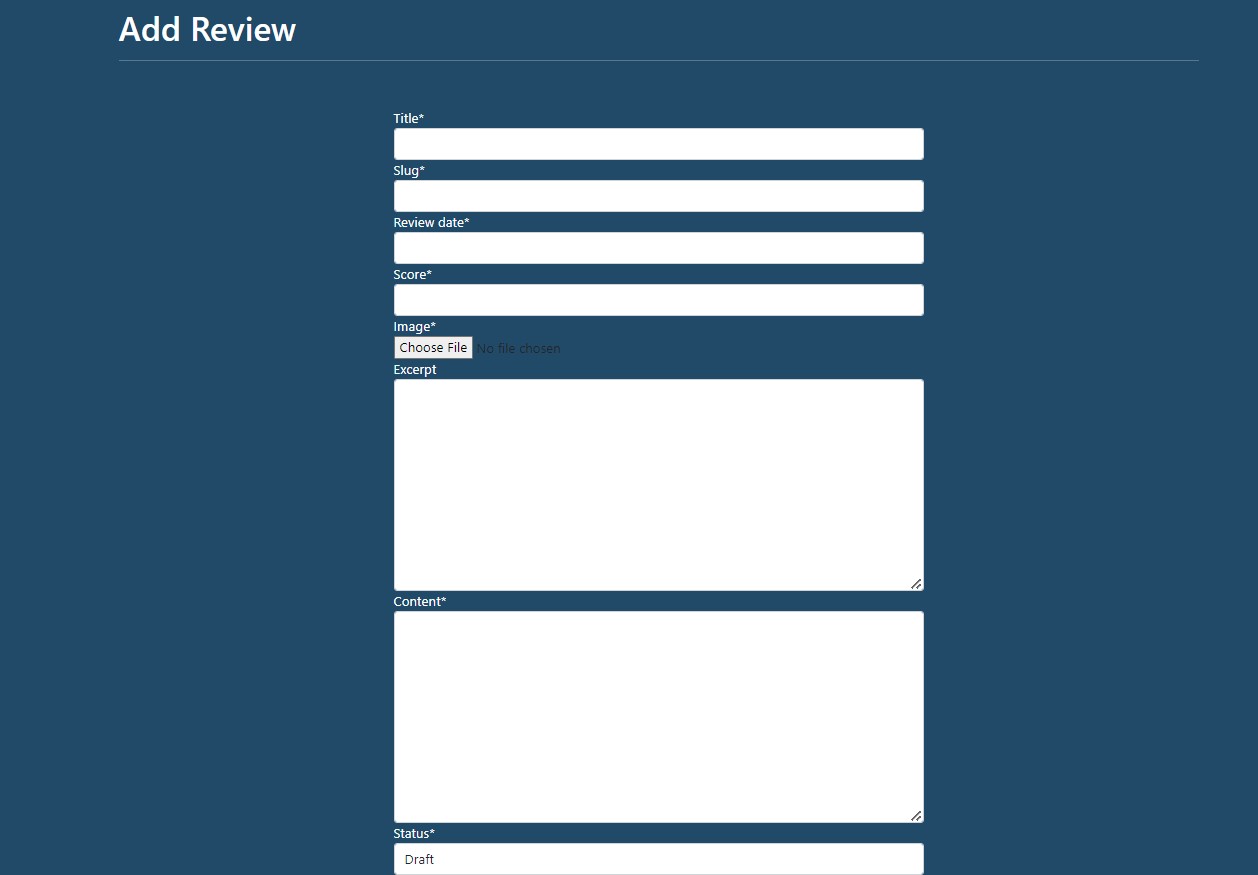 Add Review
Title*
Slug*
Review date*
Score*
Image*
Choose File No file chosen
Excerpt
Content*
Status*
Draft